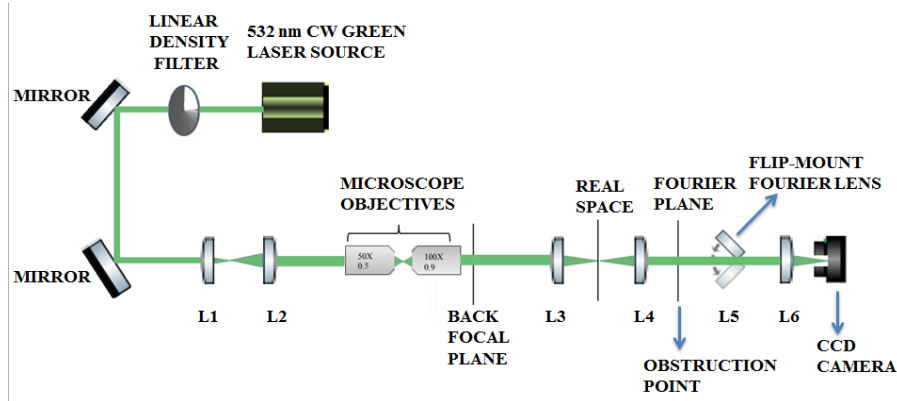 LINEAR
DENSITY
FILTER
532 nm CW GREEN
LASER SOURCE
MIRROR
MICROSCOPE
OBJECTIVES
REAL
SPACE
FOURIER
PLANE
FLIP-MOUNT
FOURIER LENS
MIRROR
50X
0.5
100X
0.9
L1
L2
BACK
FOCAL
PLANE
L3
L4
L5
L6
OBSTRUCTION
POINT
CCD
CAMERA